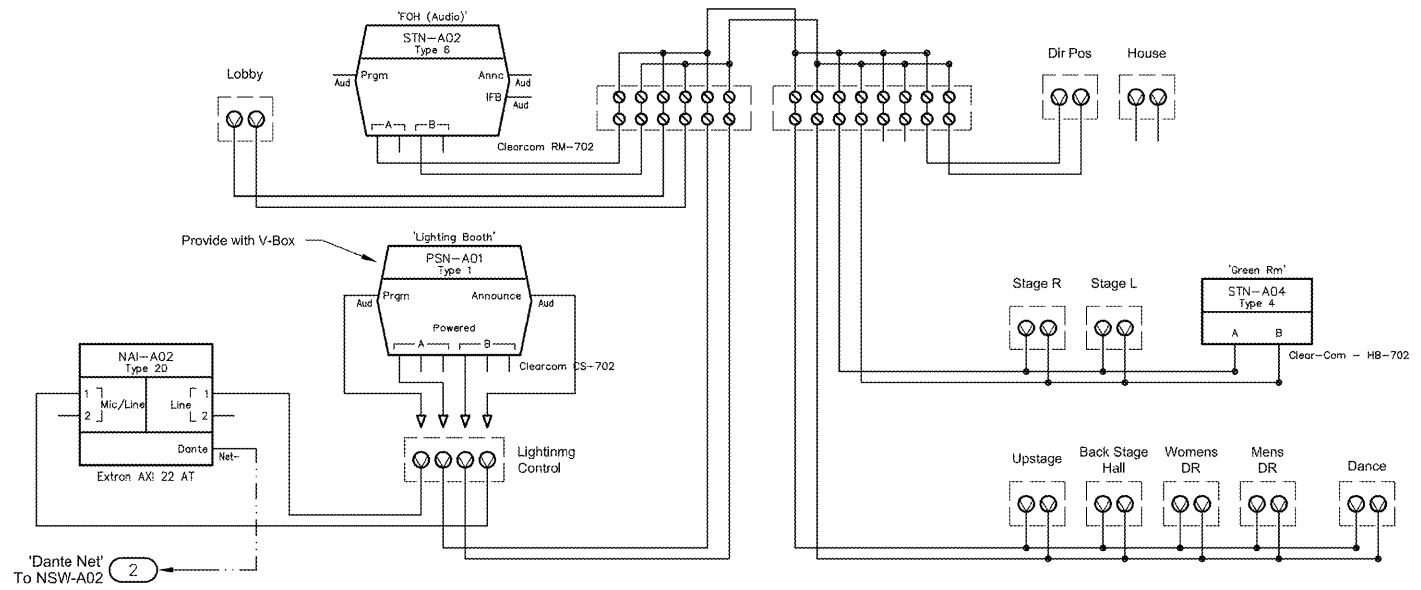 'FOH (Audio)'
STN-A02
Type 6
Prgm
Annc
Aud
Aud
IFB
Aud
A
B
Clearcom RM-702
Lobby
Dir Pos
House
Provide with V-Box
'Lighting Booth'
PSN-A01
Type 1
Prgm
Announce
Aud
Aud
Powered
A
B
Clearcom CS-702
Stage R
Stage L
'Green Rm'
STN-A04
Type 4
A
B
Clear-Com - HB-702
NAI-A02
Type 20
1
Mic/Line
2
Line
1
2
Dante
Net-
Extron AXI 22 AT
Lightinmg
Control
Upstage
Back Stage
Hall
Womens
DR
Mens
DR
Dance
'Dante Net'
To NSW-A02
2